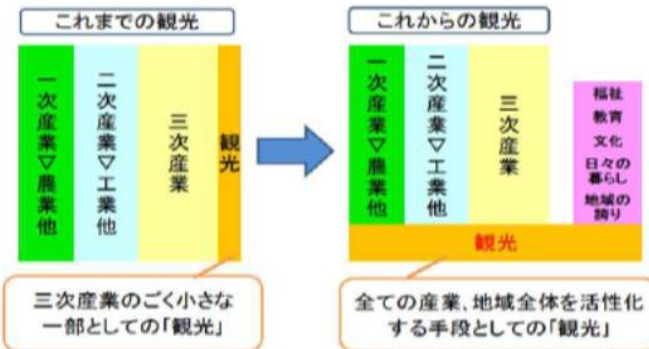 これまでの観光
一次産業▽農業他
二次産業▽工業他
三次産業
観光
三次産業のごく小さな
一部としての「観光」
これからの観光
一次産業▽農業他
二次産業▽工業他
三次産業
福祉
教育
文化
日々の
暮らし
地域の
誇り
観光
全ての産業、地域全体を活性化
する手段としての「観光」